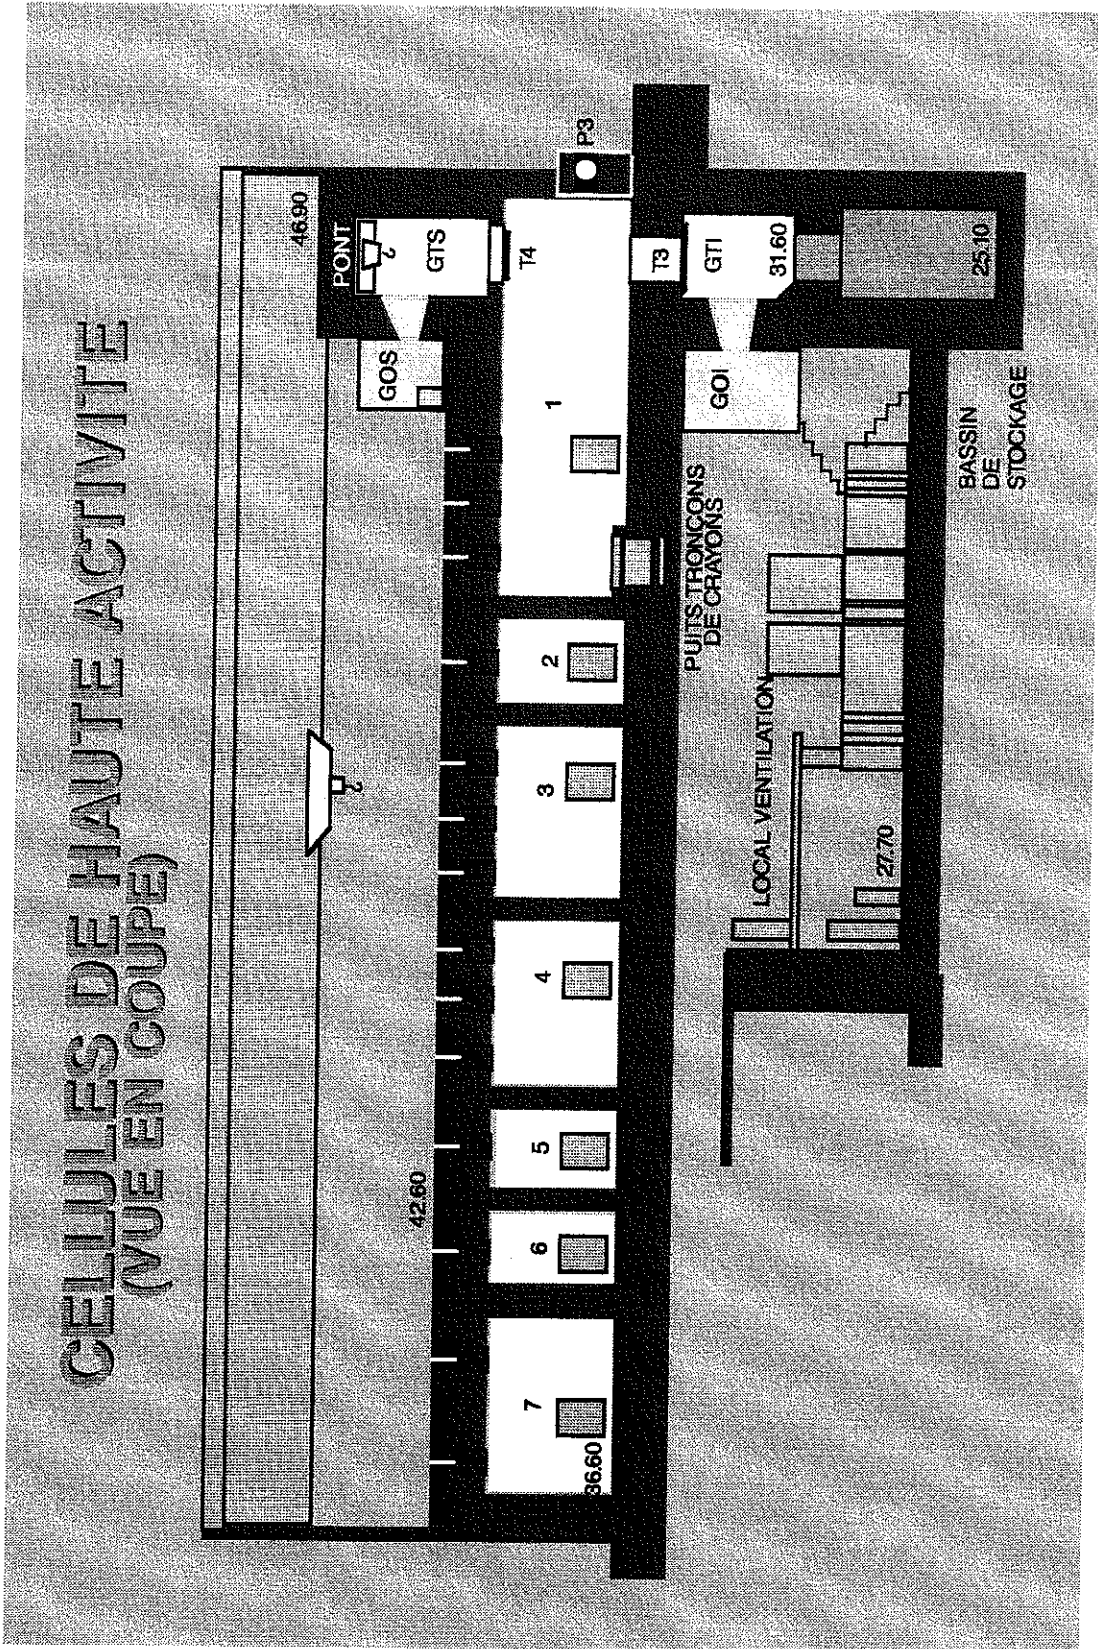 CELLULES DE HAUTE ACTIVITE
(VUE EN COUPE)
46.90
PONT
GTS
GOS
42.60
T4
P3
1
2
3
4
5
6
7
36.60
T3
GTI
31.60
GOI
PUITS TRONÇONS
DE CRAYONS
LOCAL VENTILATION
27.70
25.10
BASSIN
DE
STOCKAGE